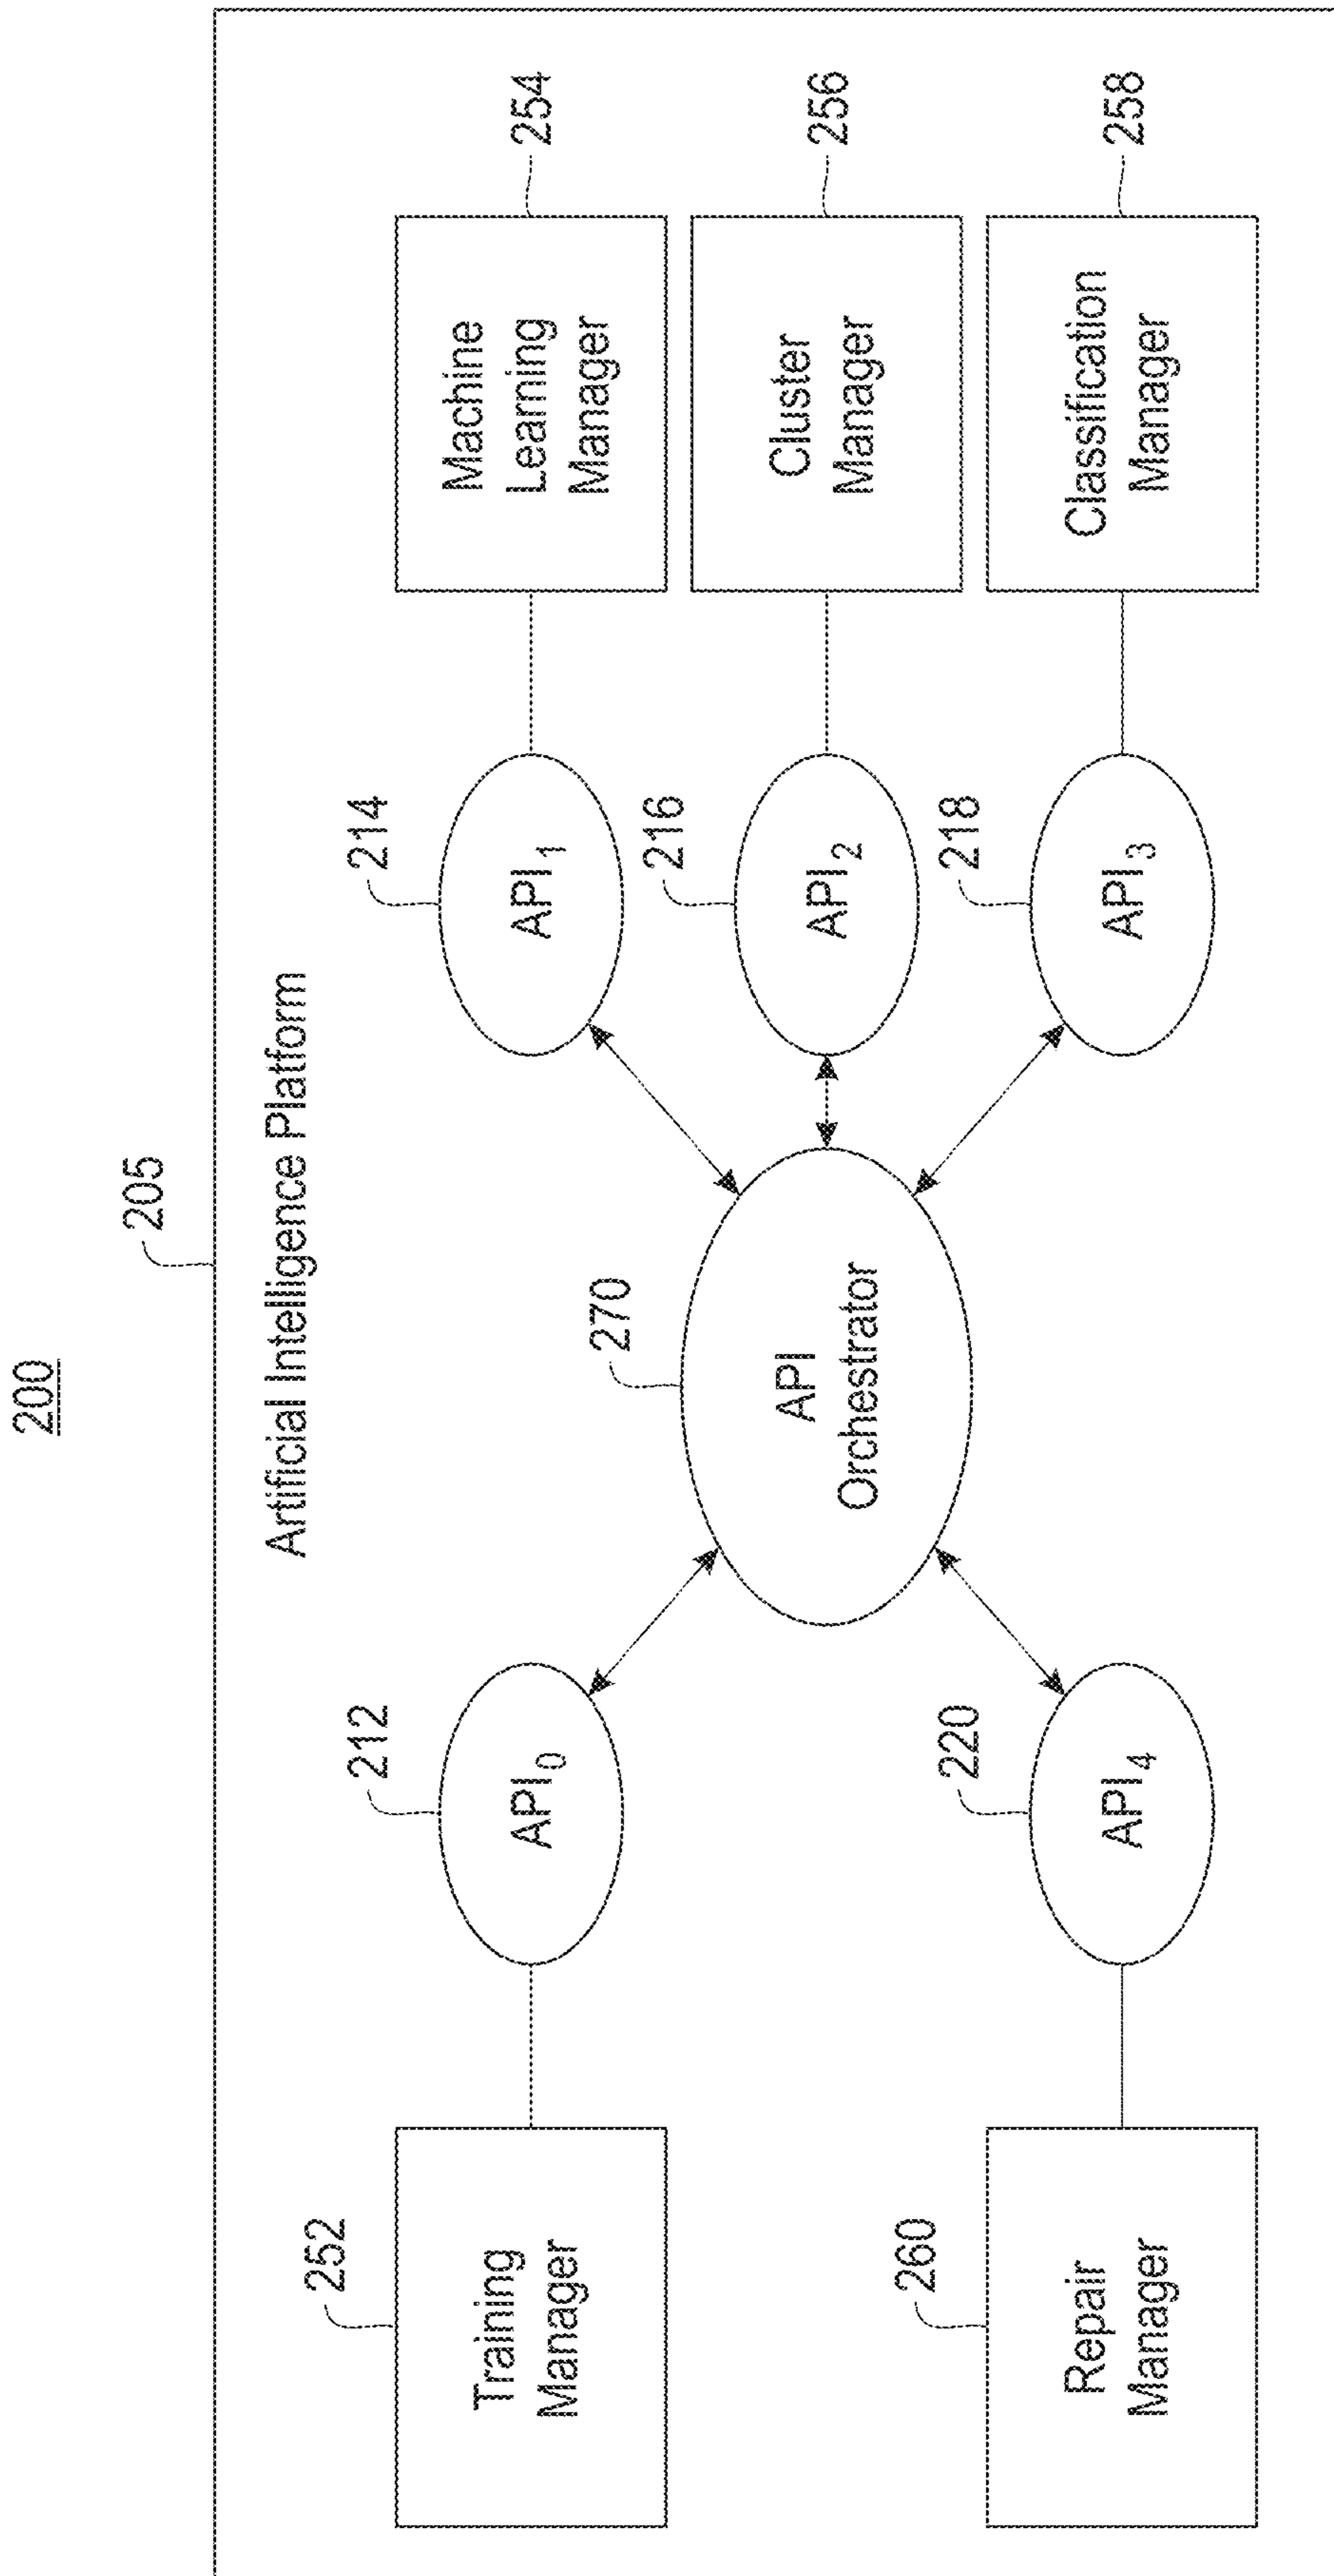 200
205
Artificial Intelligence Platform
252
Training
Manager
212
API0
270
API
Orchestrator
214
API1
254
Machine
Learning
Manager
216
API2
256
Cluster
Manager
260
Repair
Manager
220
API4
218
API3
258
Classification
Manager